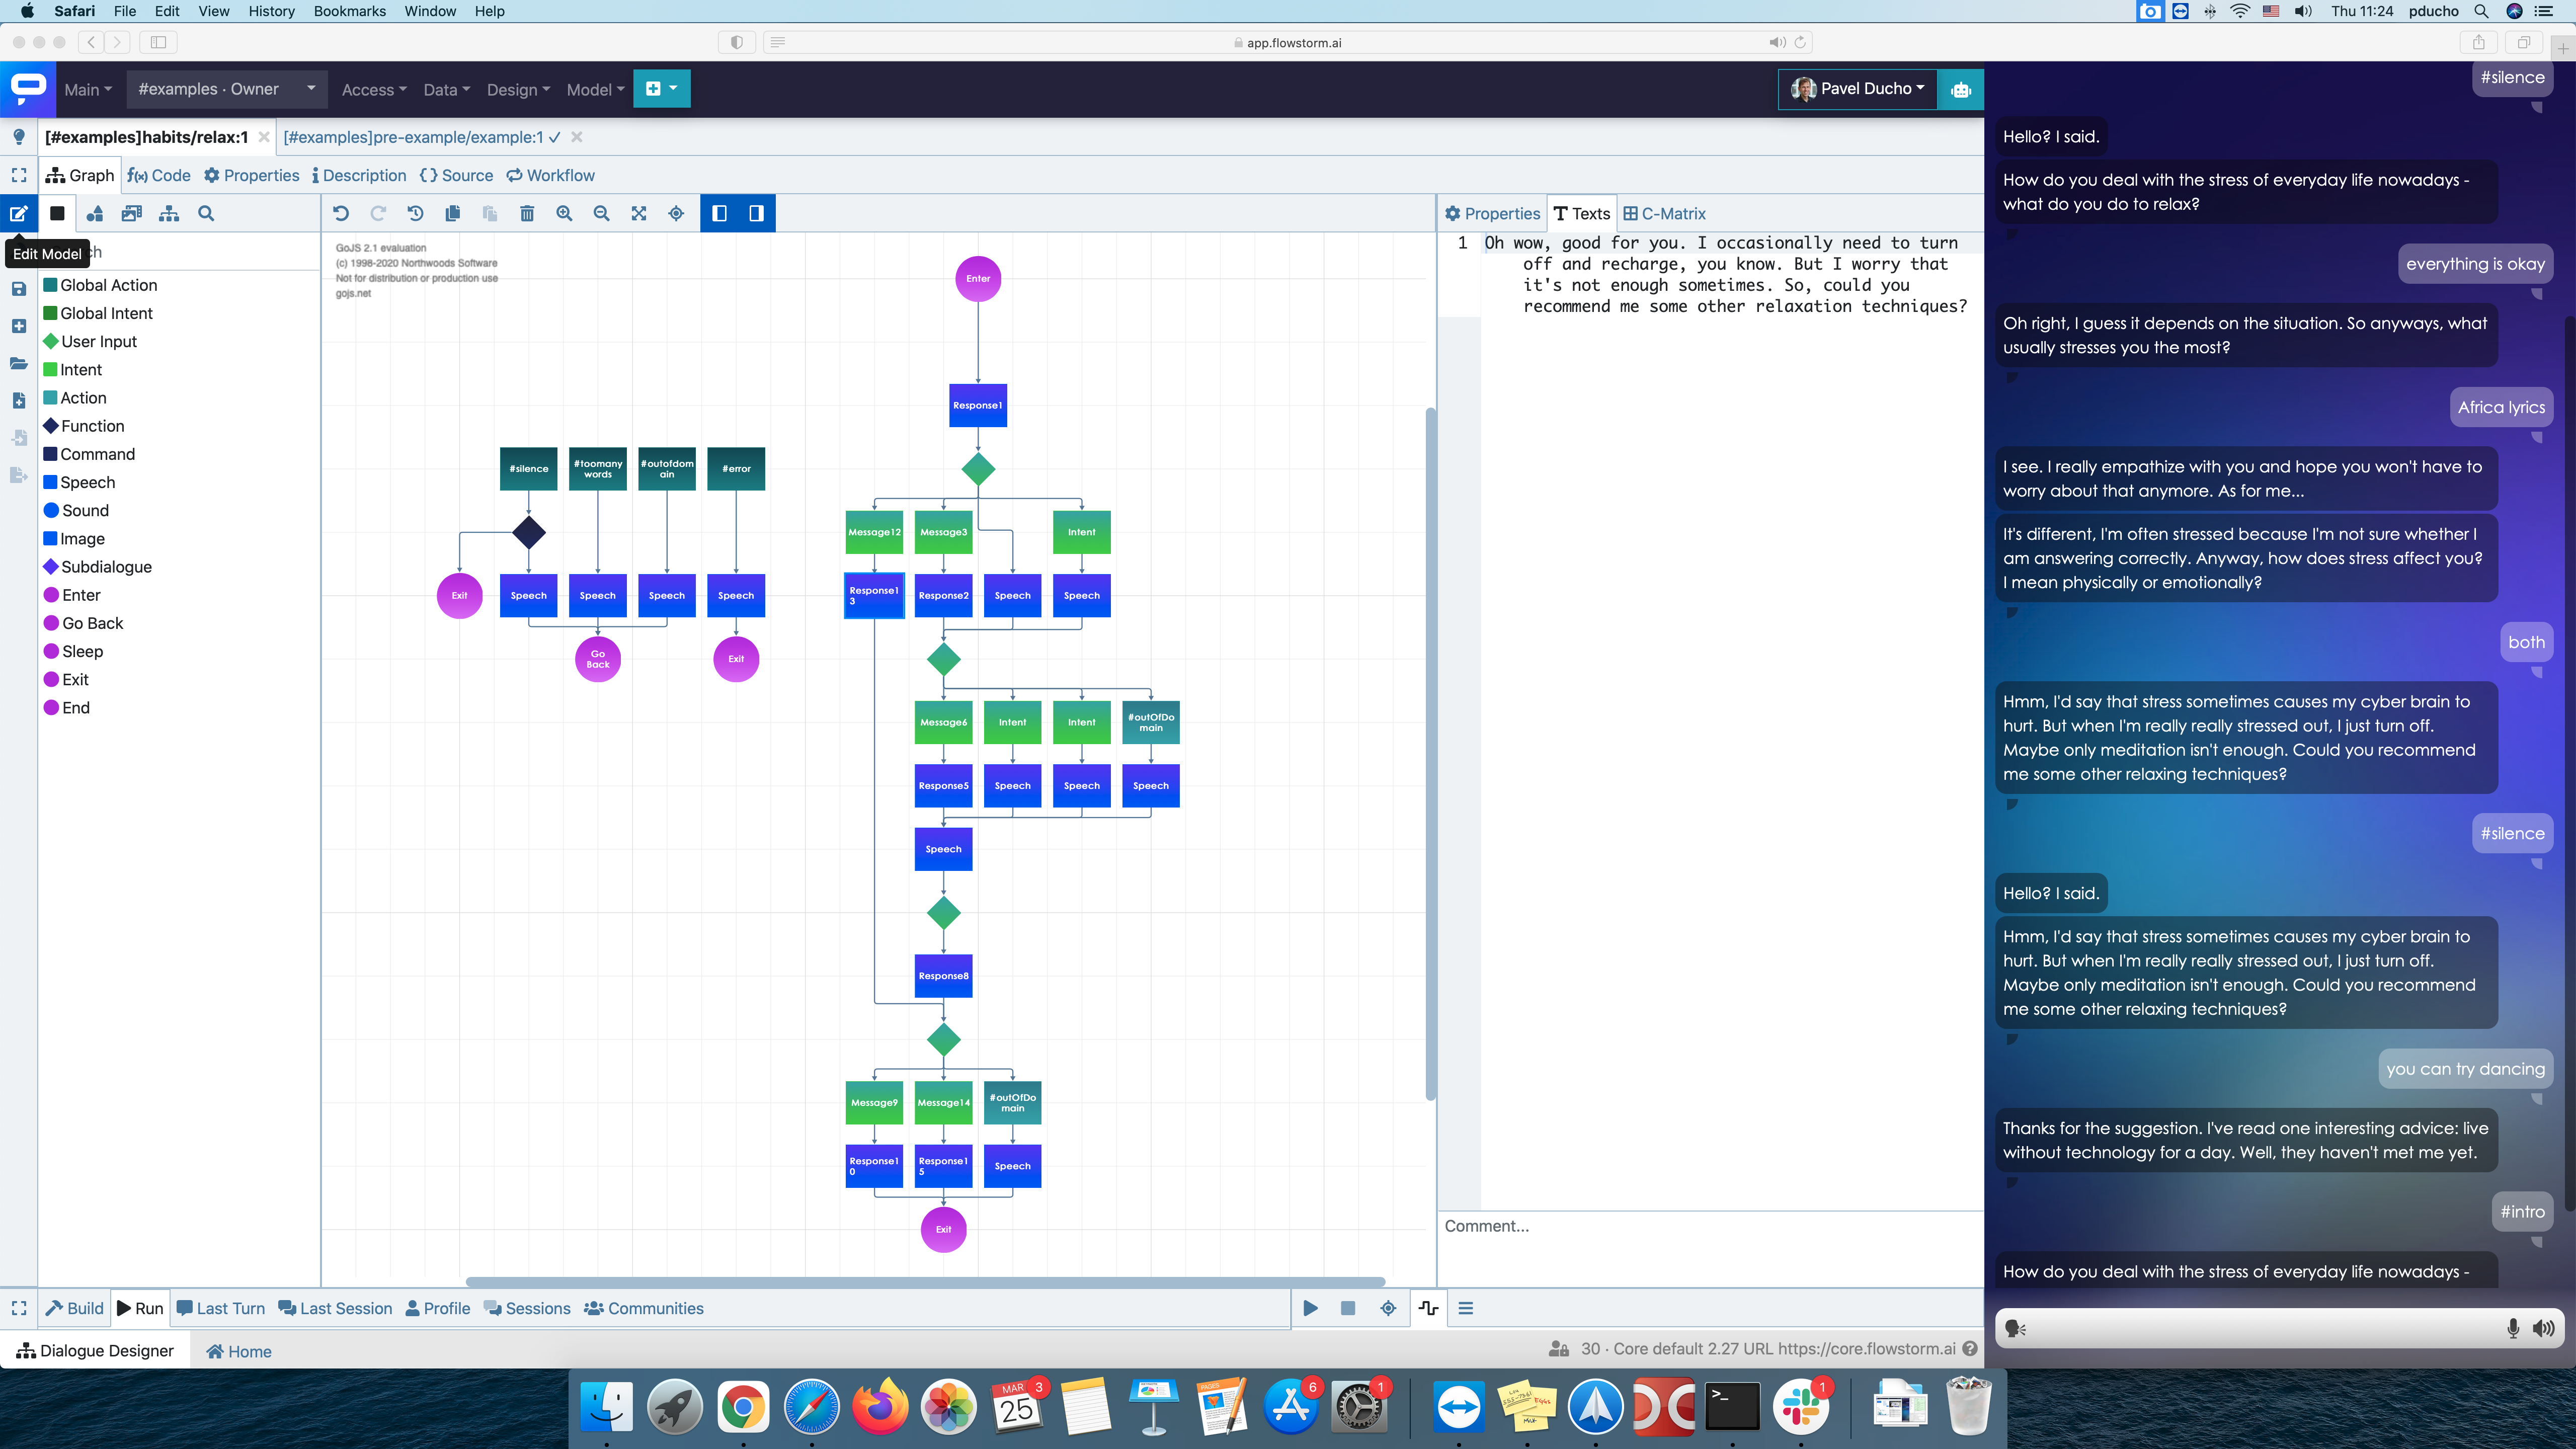 Safari File Edit View History Bookmarks Window Help
Thu 11:24 pducho
app.flowstorm.ai
Main
#examples · Owner
Access Data Design Model
Pavel Ducho
[#examples]habits/relax:1
[#examples]pre-example/example:1
Graph
f(x) Code
Properties
Description
{} Source
Workflow
Edit Model
ch
Global Action
Global Intent
User Input
Intent
Action
Function
Command
Speech
Sound
Image
Subdialogue
Enter
Go Back
Sleep
Exit
End
GoJS 2.1 evaluation
(c) 1998-2020 Northwoods Software
Not for distribution or production use
gojs.net
Enter
Response1
#silence
#toomany
words
#outofdom
ain
#error
Message12
Message3
Intent
Exit
Speech
Speech
Speech
Speech
Response1
3
Response2
Speech
Speech
Go
Back
Exit
Message6
Intent
Intent
#outOfDo
main
Response5
Speech
Speech
Speech
Speech
Response8
Message9
Message14
#outOfDo
main
Response1
0
Response1
5
Speech
Exit
Properties
Texts
C-Matrix
1 Oh wow, good for you. I occasionally need to turn
off and recharge, you know. But I worry that
it's not enough sometimes. So, could you
recommend me some other relaxation techniques?
Comment...
#silence
Hello? I said.
How do you deal with the stress of everyday life nowadays -
what do you do to relax?
everything is okay
Oh right, I guess it depends on the situation. So anyways, what
usually stresses you the most?
Africa lyrics
I see. I really empathize with you and hope you won't have to
worry about that anymore. As for me...
It's different, I'm often stressed because I'm not sure whether I
am answering correctly. Anyway, how does stress affect you?
I mean physically or emotionally?
both
Hmm, I'd say that stress sometimes causes my cyber brain to
hurt. But when I'm really really stressed out, I just turn off.
Maybe only meditation isn't enough. Could you recommend
me some other relaxing techniques?
#silence
Hello? I said.
Hmm, I'd say that stress sometimes causes my cyber brain to
hurt. But when I'm really really stressed out, I just turn off.
Maybe only meditation isn't enough. Could you recommend
me some other relaxing techniques?
you can try dancing
Thanks for the suggestion. I've read one interesting advice: live
without technology for a day. Well, they haven't met me yet.
#intro
How do you deal with the stress of everyday life nowadays -
Build
Run
Last Turn
Last Session
Profile
Sessions
Communities
Dialogue Designer
Home
30 · Core default 2.27 URL https://core.flowstorm.ai
MAR
25
3
PAGES
6
1
1